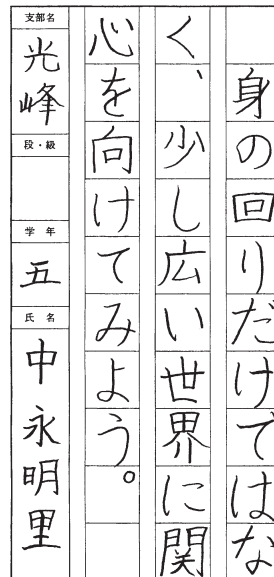 身の回りだけではな
く、少し広い世界に関
心を向けてみよう。
支部名
光峰
段・級
学年
五
氏名
中永明里